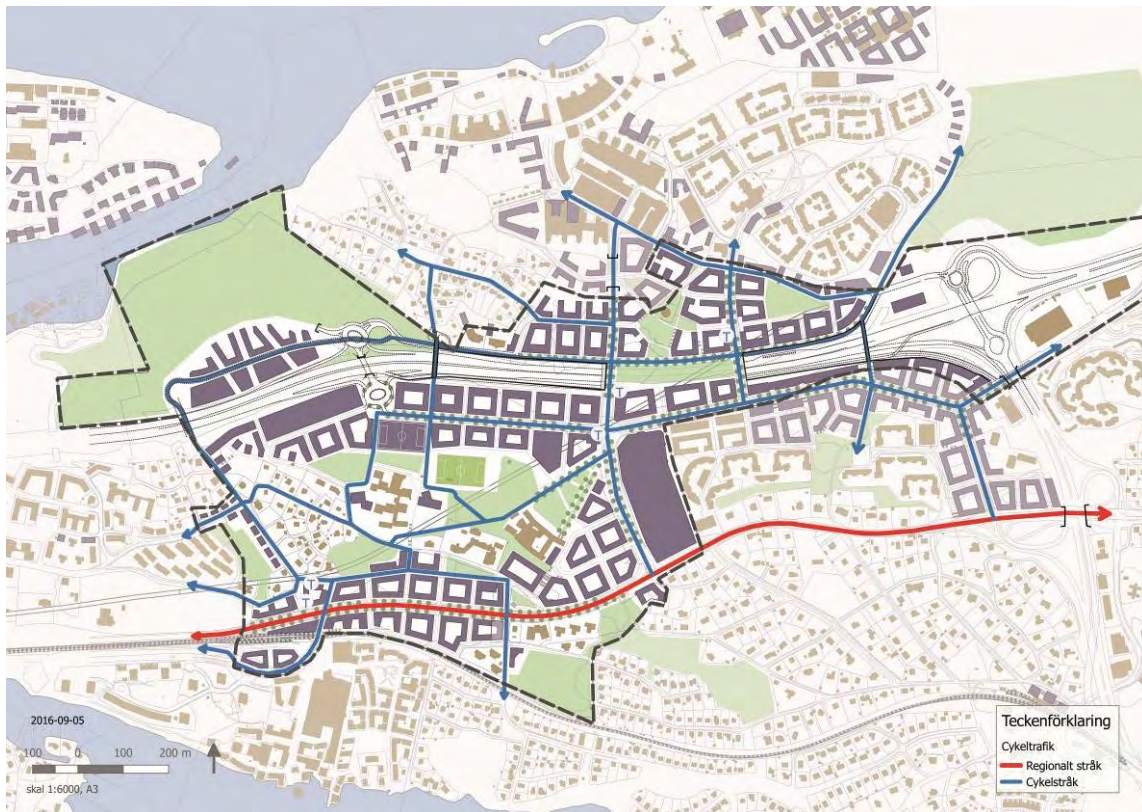 T
T
T
T
T
2016-09-05
100 0 100 200 m
skal 1:6000, A3
Teckenförklaring
Cykeltrafik
Regionalt stråk
Cykelstråk